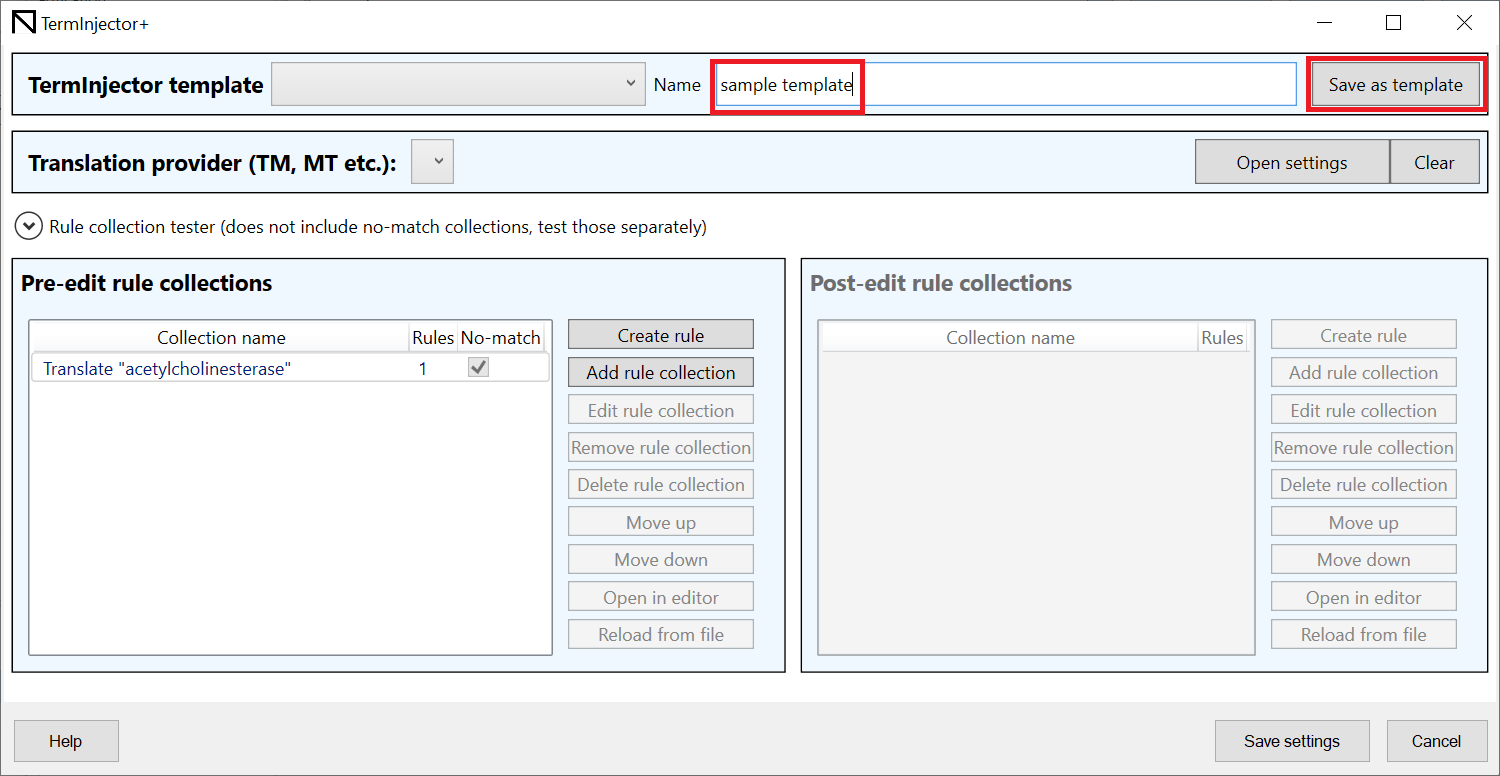 TermInjector+
TermInjector template Name sample template Save as template
Translation provider (TM, MT etc.): Open settings Clear
Rule collection tester (does not include no-match collections, test those separately)
Pre-edit rule collections
Collection name Rules No-match
Translate "acetylcholinesterase" 1
Create rule
Add rule collection
Edit rule collection
Remove rule collection
Delete rule collection
Move up
Move down
Open in editor
Reload from file
Post-edit rule collections
Collection name Rules
Create rule
Add rule collection
Edit rule collection
Remove rule collection
Delete rule collection
Move up
Move down
Open in editor
Reload from file
Help Save settings Cancel